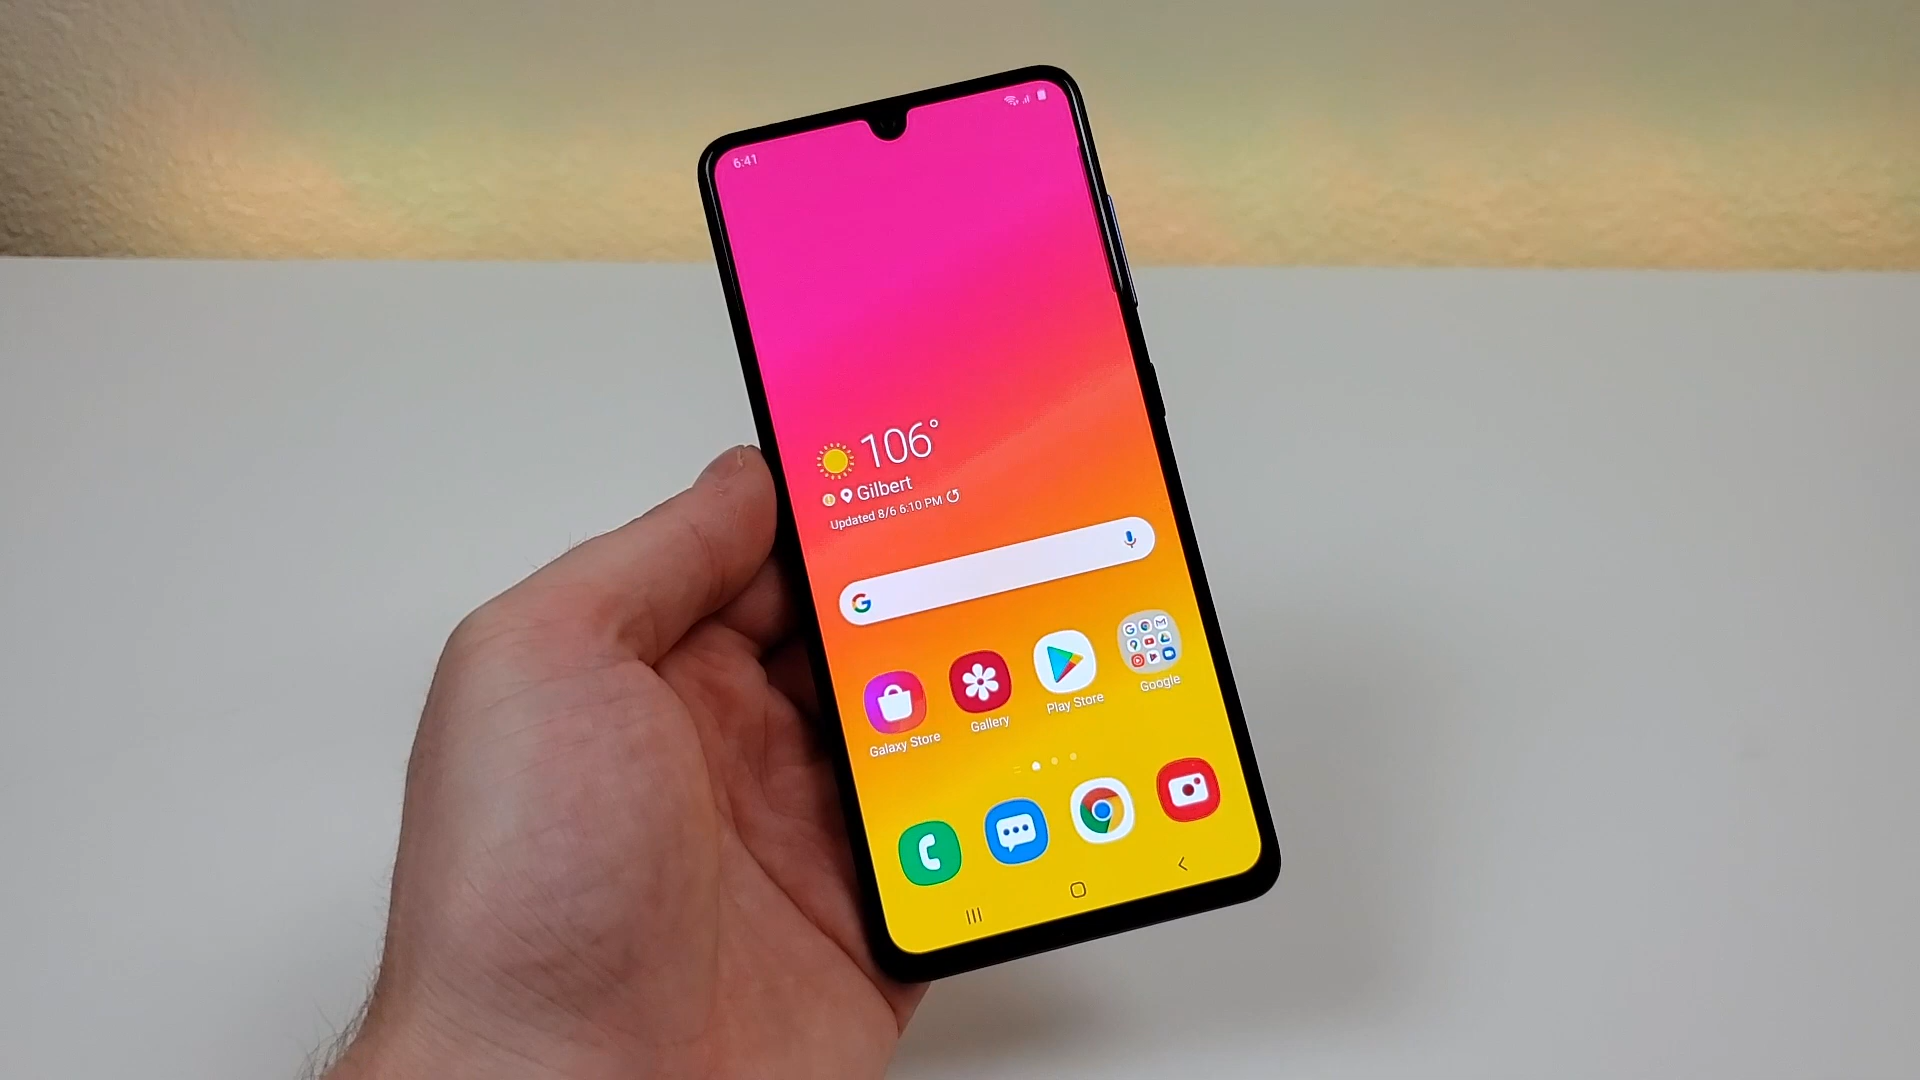 6:41
106°
Gilbert
Updated 8/6 6:10 PM
G
Galaxy Store
Gallery
Play Store
Google